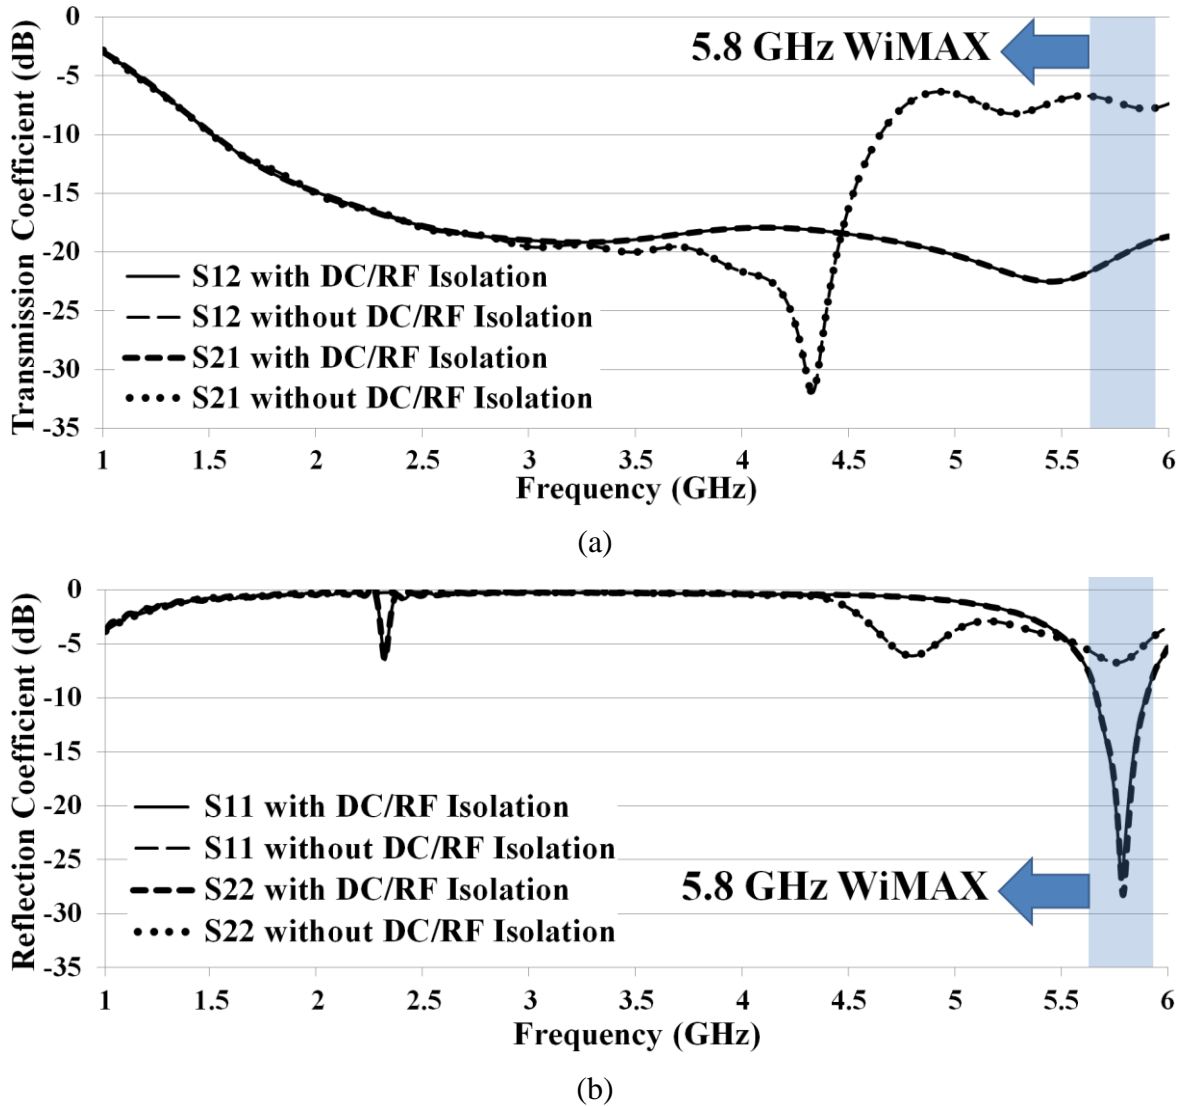 Transmission Coefficient (dB)
0
-5
-10
-15
-20
-25
-30
-35
5.8 GHz WiMAX
S12 with DC/RF Isolation
S12 without DC/RF Isolation
S21 with DC/RF Isolation
S21 without DC/RF Isolation
1 1.5 2 2.5 3 3.5 4 4.5 5 5.5 6
Frequency (GHz)
(a)
Reflection Coefficient (dB)
0
-5
-10
-15
-20
-25
-30
-35
S11 with DC/RF Isolation
S11 without DC/RF Isolation
S22 with DC/RF Isolation
S22 without DC/RF Isolation
5.8 GHz WiMAX
1 1.5 2 2.5 3 3.5 4 4.5 5 5.5 6
Frequency (GHz)
(b)